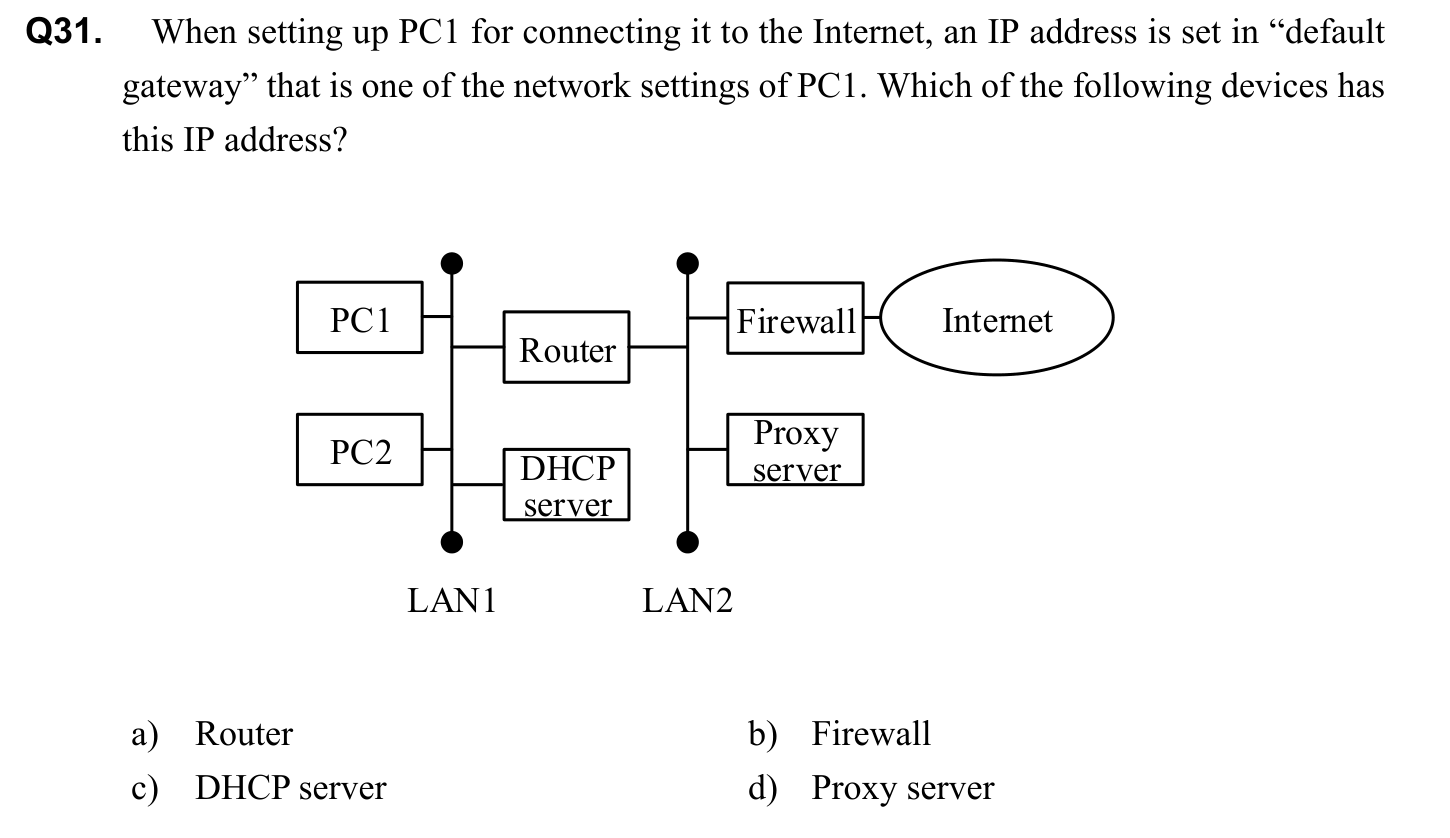 Q31. When setting up PC1 for connecting it to the Internet, an IP address is set in “default
gateway” that is one of the network settings of PC1. Which of the following devices has
this IP address?
PC1
Router
Firewall
Internet
PC2
DHCP
server
Proxy
server
LAN1
LAN2
a) Router
b) Firewall
c) DHCP server
d) Proxy server